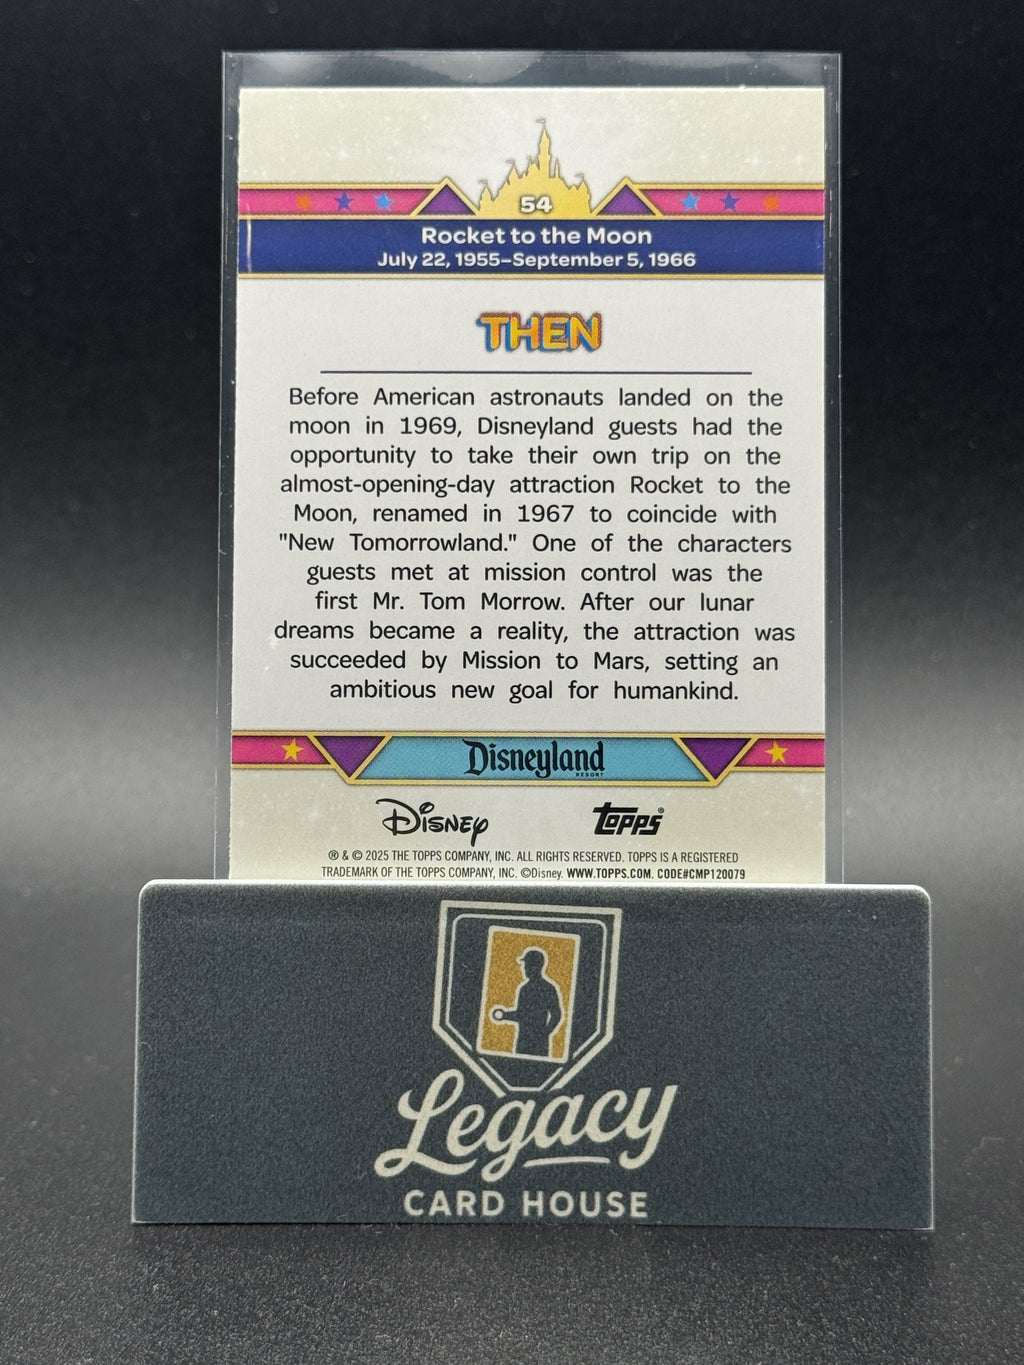 54
Rocket to the Moon
July 22, 1955–September 5, 1966
THEN
Before American astronauts landed on the
moon in 1969, Disneyland guests had the
opportunity to take their own trip on the
almost-opening-day attraction Rocket to the
Moon, renamed in 1967 to coincide with
"New Tomorrowland." One of the characters
guests met at mission control was the
first Mr. Tom Morrow. After our lunar
dreams became a reality, the attraction was
succeeded by Mission to Mars, setting an
ambitious new goal for humankind.
Disneyland
RESORT
Disney topps®
® & © 2025 THE TOPPS COMPANY, INC. ALL RIGHTS RESERVED. TOPPS IS A REGISTERED
TRADEMARK OF THE TOPPS COMPANY, INC. ©Disney. WWW.TOPPS.COM. CODE#CMP120079
Legacy
CARD HOUSE